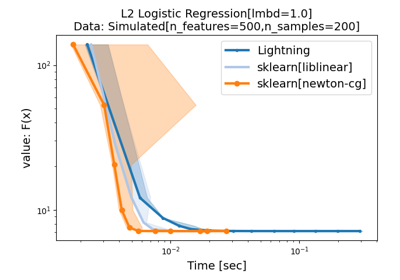 L2 Logistic Regression[lmbd=1.0]
Data: Simulated[n_features=500,n_samples=200]
Lightning
sklearn[liblinear]
sklearn[newton-cg]
value: F(x)
10²
10¹
10⁻²
10⁻¹
Time [sec]